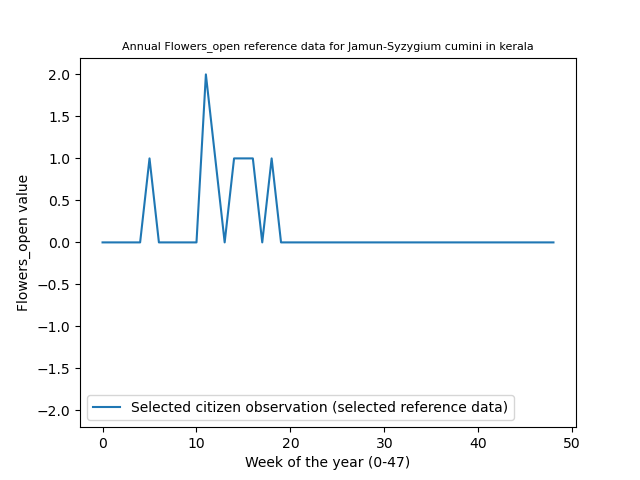 Annual Flowers_open reference data for Jamun-Syzygium cumini in kerala
2.0
1.5
1.0
0.5
0.0
−0.5
−1.0
−1.5
−2.0
Flowers_open value
Selected citizen observation (selected reference data)
0 10 20 30 40 50
Week of the year (0-47)